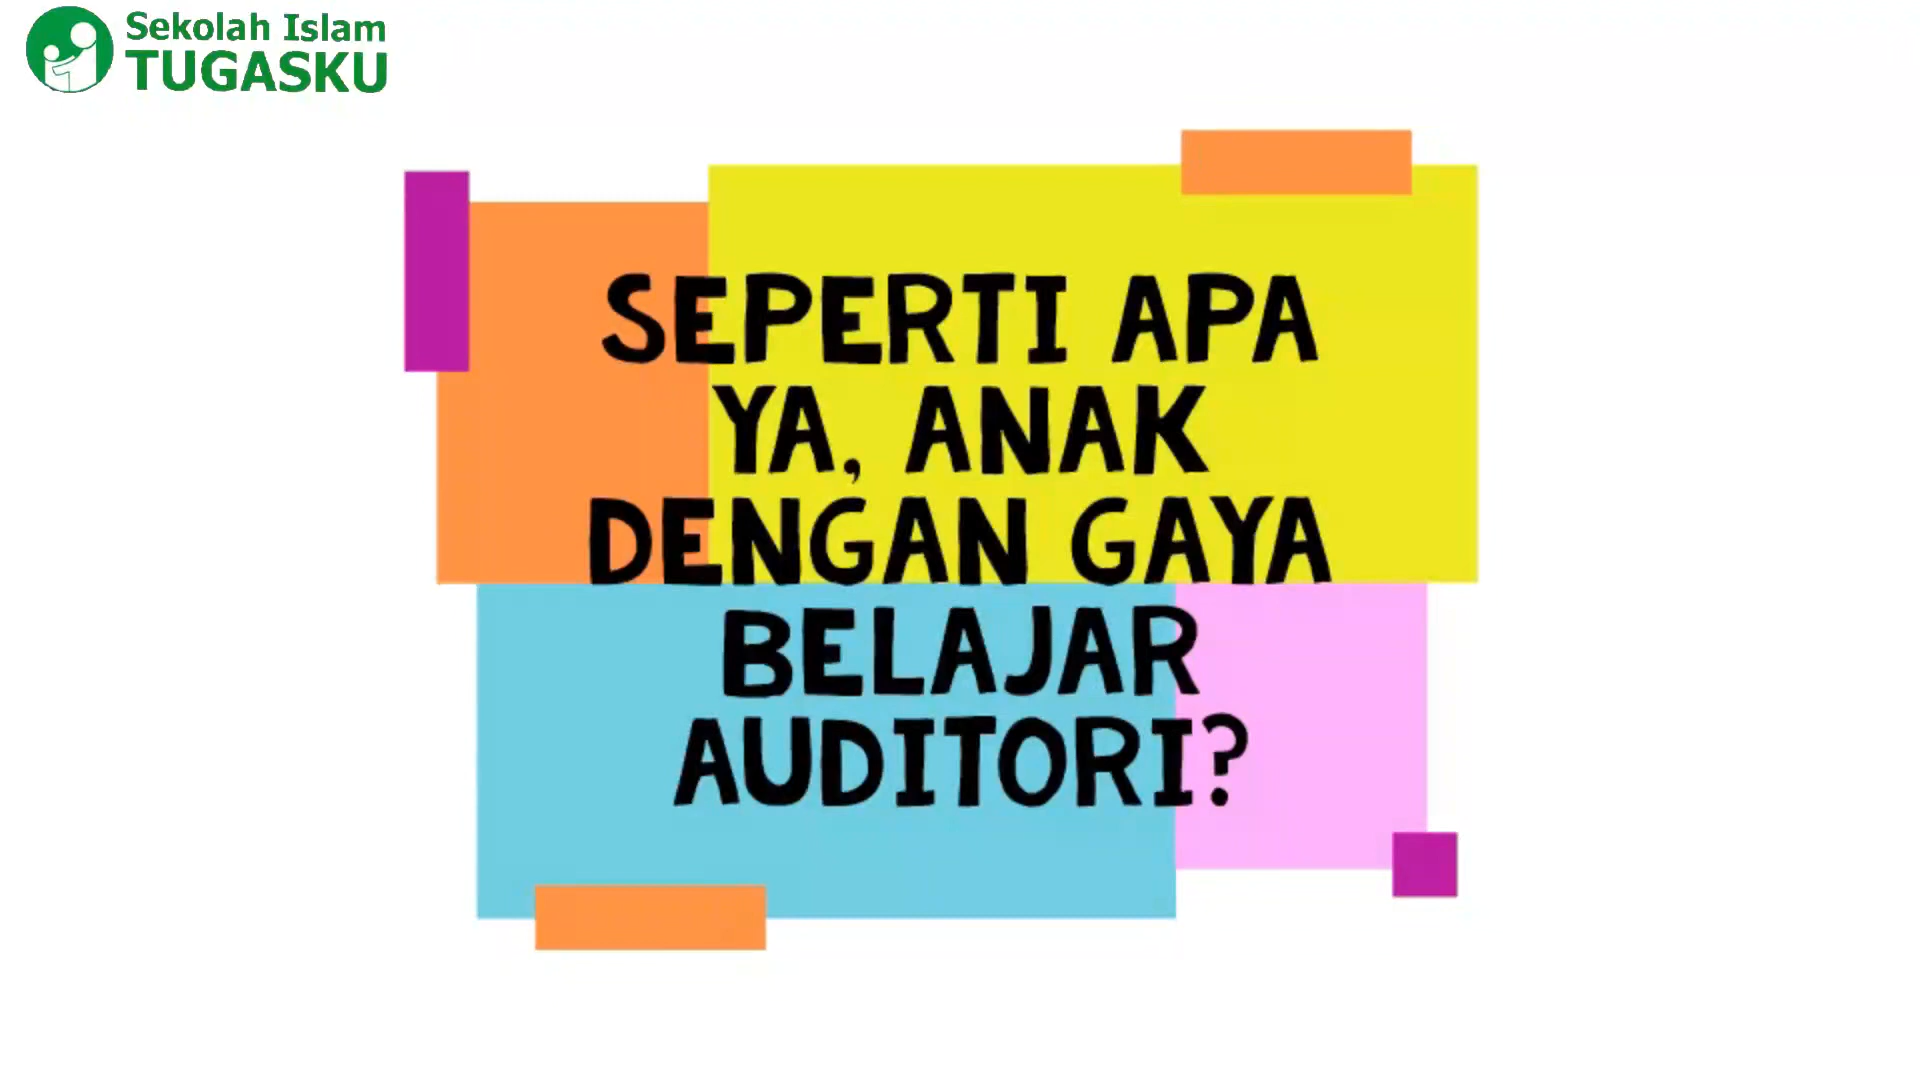 Sekolah Islam
TUGASKU
SEPERTI APA
YA, ANAK
DENGAN GAYA
BELAJAR
AUDITORI?